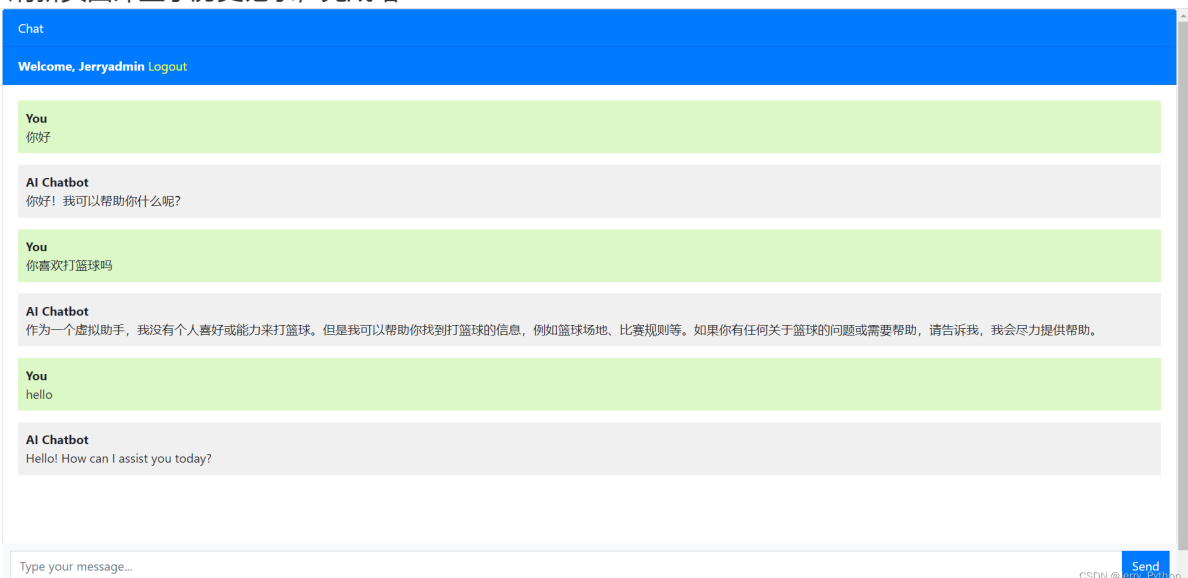 Chat
Welcome, Jerryadmin Logout
You
你好
AI Chatbot
你好！我可以帮助你什么呢？
You
你喜欢打篮球吗
AI Chatbot
作为一个虚拟助手，我没有个人喜好或能力来打篮球。但是我可以帮助你找到打篮球的信息，例如篮球场地、比赛规则等。如果你有任何关于篮球的问题或需要帮助，请告诉我，我会尽力提供帮助。
You
hello
AI Chatbot
Hello! How can I assist you today?
Type your message...
Send
CSDN @Jerry_Python